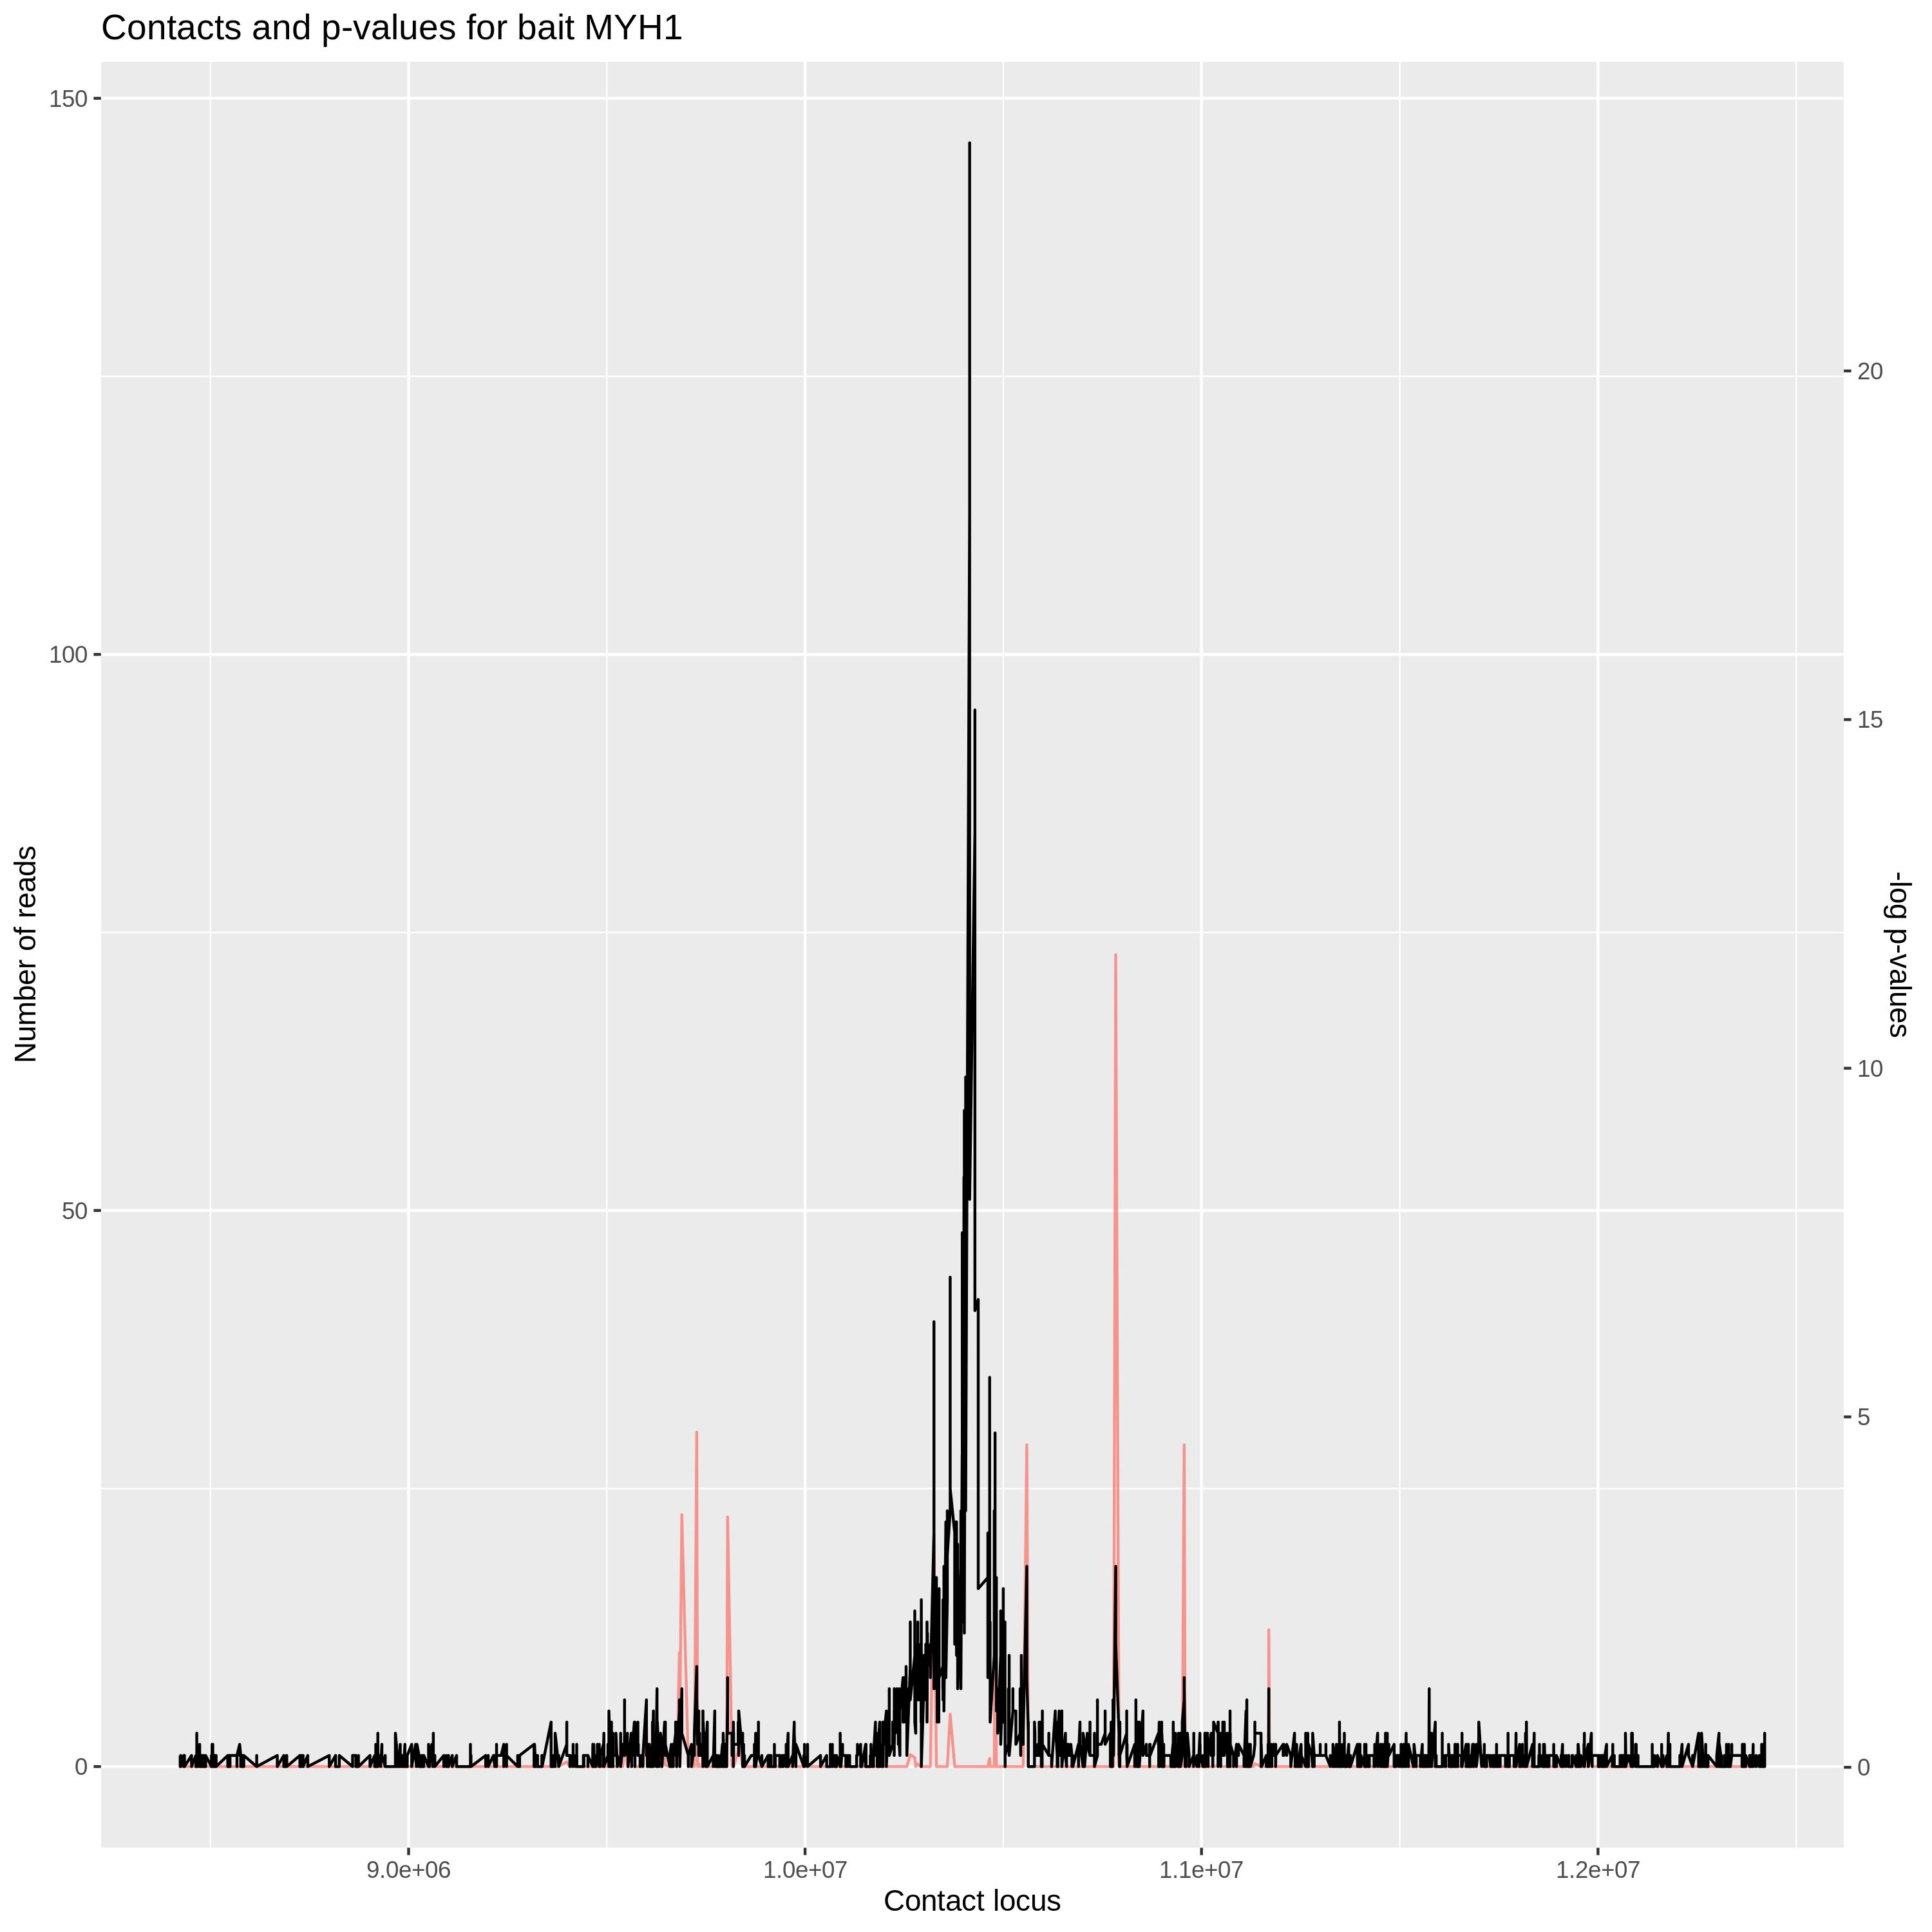 Contacts and p-values for bait MYH1
150
100
50
0
Number of reads
20
15
10
5
0
-log p-values
9.0e+06
1.0e+07
1.1e+07
1.2e+07
Contact locus